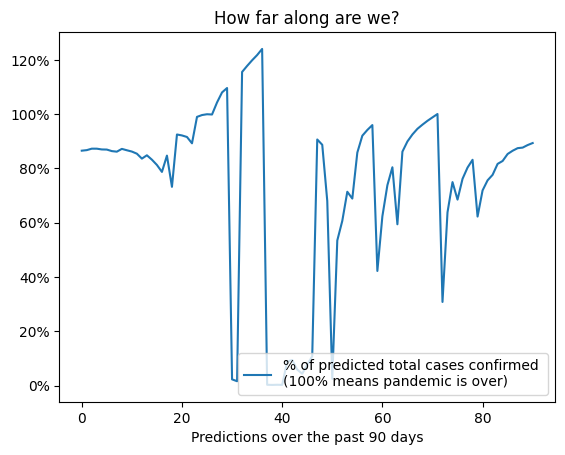 How far along are we?
120%
100%
80%
60%
40%
20%
0%
% of predicted total cases confirmed
(100% means pandemic is over)
0 20 40 60 80
Predictions over the past 90 days